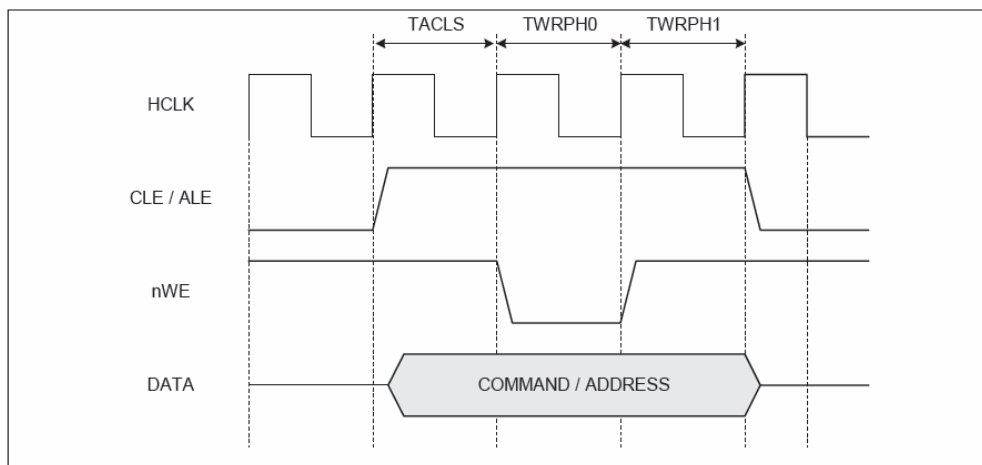 TACLS TWRPH0 TWRPH1
HCLK
CLE / ALE
nWE
DATA COMMAND / ADDRESS